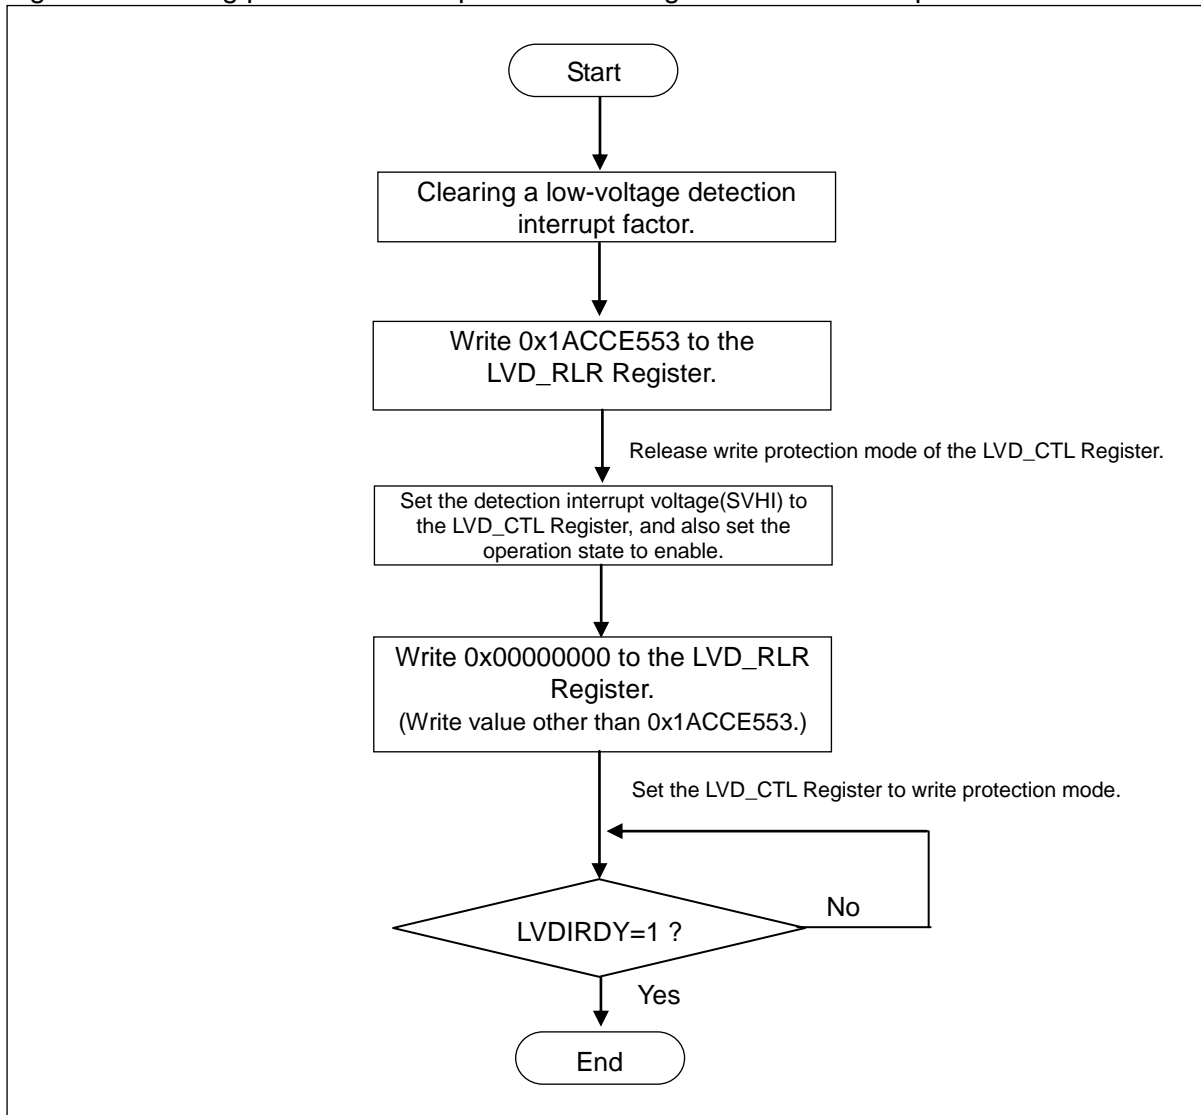 Start
Clearing a low-voltage detection
interrupt factor.
Write 0x1ACCE553 to the
LVD_RLR Register.
Release write protection mode of the LVD_CTL Register.
Set the detection interrupt voltage(SVHI) to
the LVD_CTL Register, and also set the
operation state to enable.
Write 0x00000000 to the LVD_RLR
Register.
(Write value other than 0x1ACCE553.)
Set the LVD_CTL Register to write protection mode.
No
LVDIRDY=1 ?
Yes
End